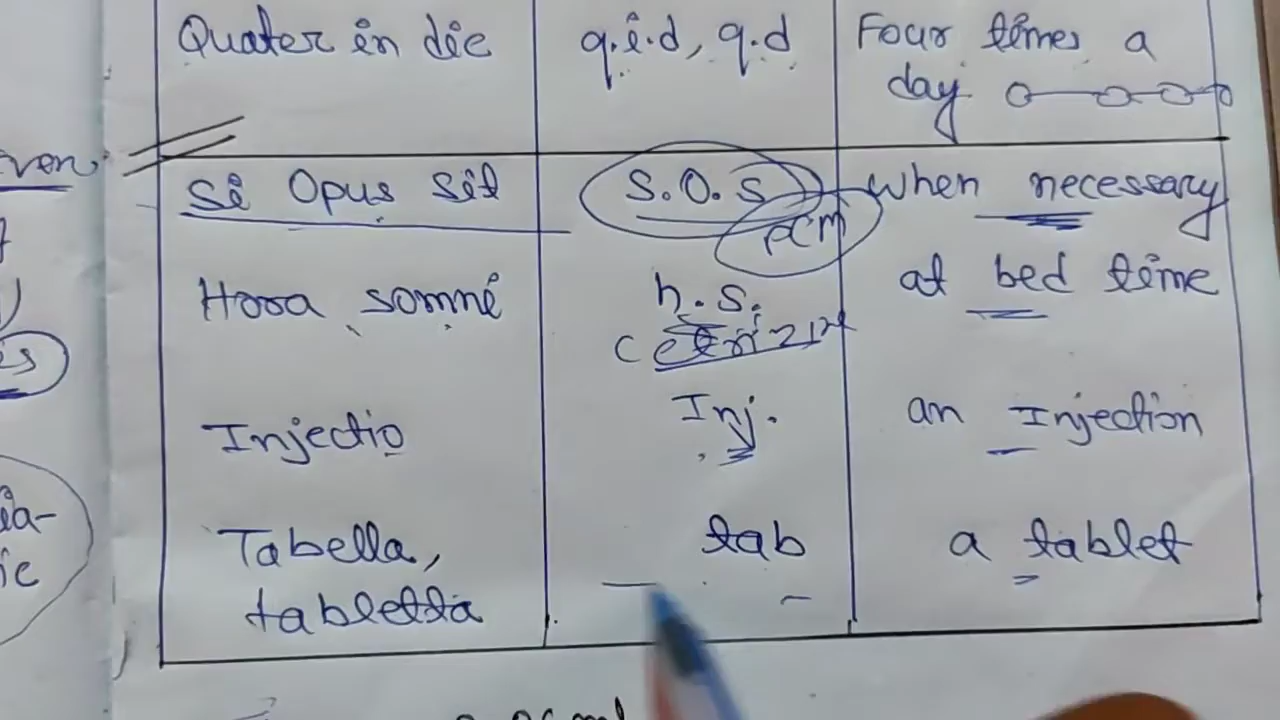 Quater in die q.i.d, q.d Four times a
day
Si Opus Sit S.O.S when necessary
PCM
Hora somni h.s. at bed time
Injectio Inj. an Injection
Tabella, tab a tablet
tabletta